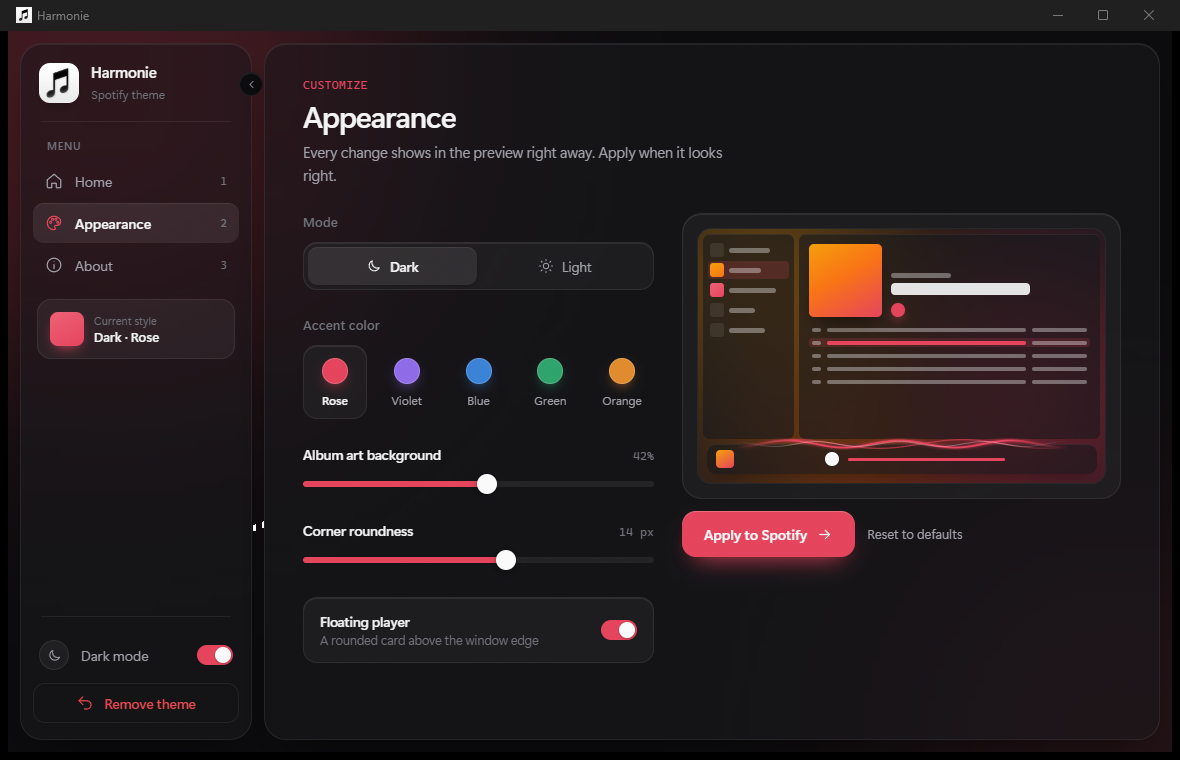 Harmonie
Harmonie
Spotify theme
MENU
Home 1
Appearance 2
About 3
Current style
Dark · Rose
Dark mode
Remove theme
CUSTOMIZE
Appearance
Every change shows in the preview right away. Apply when it looks
right.
Mode
Dark Light
Accent color
Rose Violet Blue Green Orange
Album art background 42%
Corner roundness 14 px
Floating player
A rounded card above the window edge
Apply to Spotify → Reset to defaults